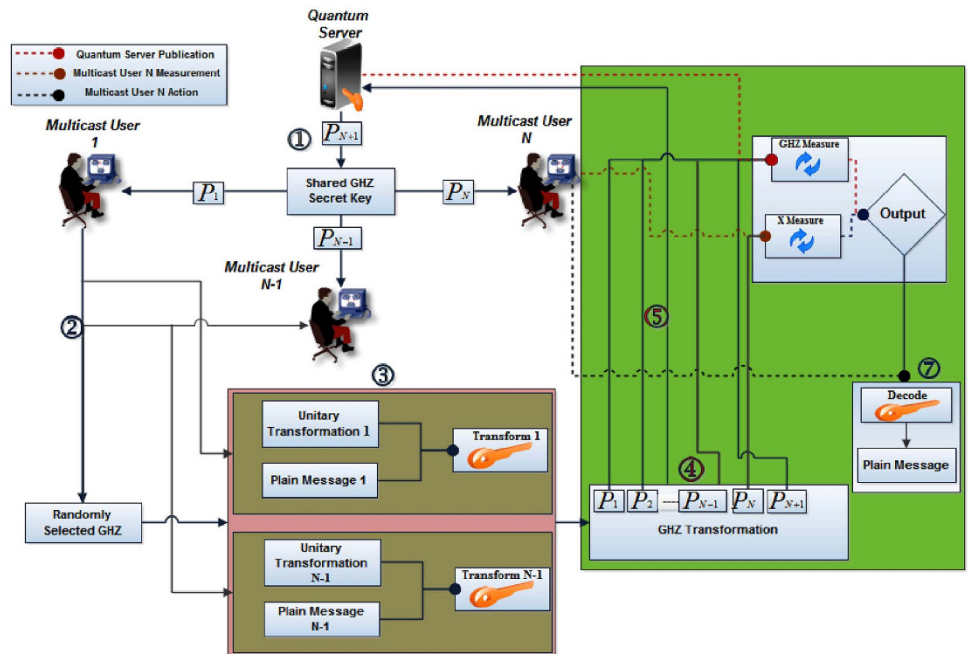 Quantum
Server
Quantum Server Publication
Multicast User N Measurement
Multicast User N Action
Multicast User
1
①
P_{N+1}
Multicast User
N
P_1
Shared GHZ
Secret Key
P_N
P_{N-1}
Multicast User
N-1
②
③
GHZ Measure
X Measure
Output
⑤
⑦
Decode
Plain Message
Unitary
Transformation 1
Transform 1
Plain Message 1
④
P_1 P_2 ---- P_{N-1} P_N P_{N+1}
GHZ Transformation
Randomly
Selected GHZ
Unitary
Transformation
N-1
Transform N-1
Plain Message
N-1